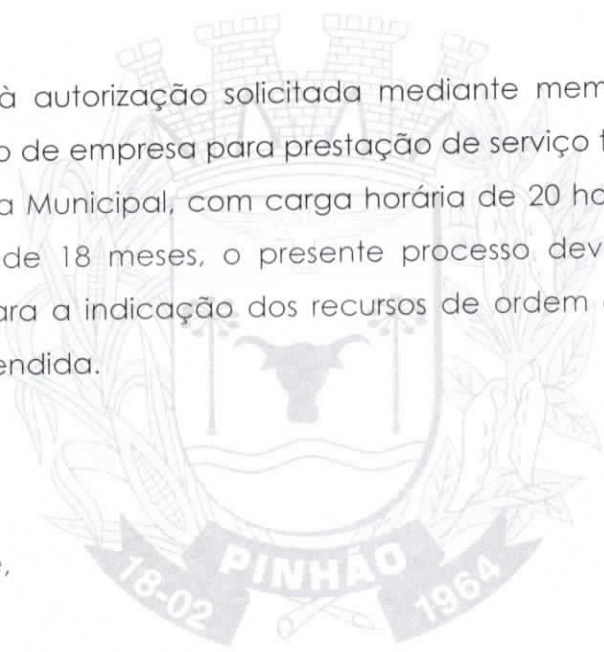 à autorização solicitada mediante mem
o de empresa para prestação de serviço
a Municipal, com carga horária de 20 ho
de 18 meses, o presente processo dev
ara a indicação dos recursos de ordem
endida.
PINHÃO
18-02
1964